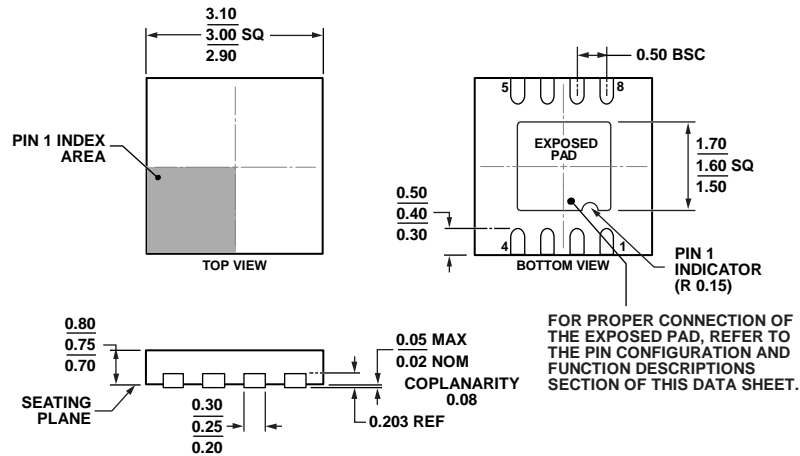 3.10
3.00 SQ
2.90
PIN 1 INDEX
AREA
TOP VIEW
0.50 BSC
5
8
EXPOSED
PAD
1.70
1.60 SQ
1.50
0.50
0.40
0.30
4
1
BOTTOM VIEW
PIN 1
INDICATOR
(R 0.15)
FOR PROPER CONNECTION OF
THE EXPOSED PAD, REFER TO
THE PIN CONFIGURATION AND
FUNCTION DESCRIPTIONS
SECTION OF THIS DATA SHEET.
0.80
0.75
0.70
SEATING
PLANE
0.30
0.25
0.20
0.05 MAX
0.02 NOM
COPLANARITY
0.08
0.203 REF